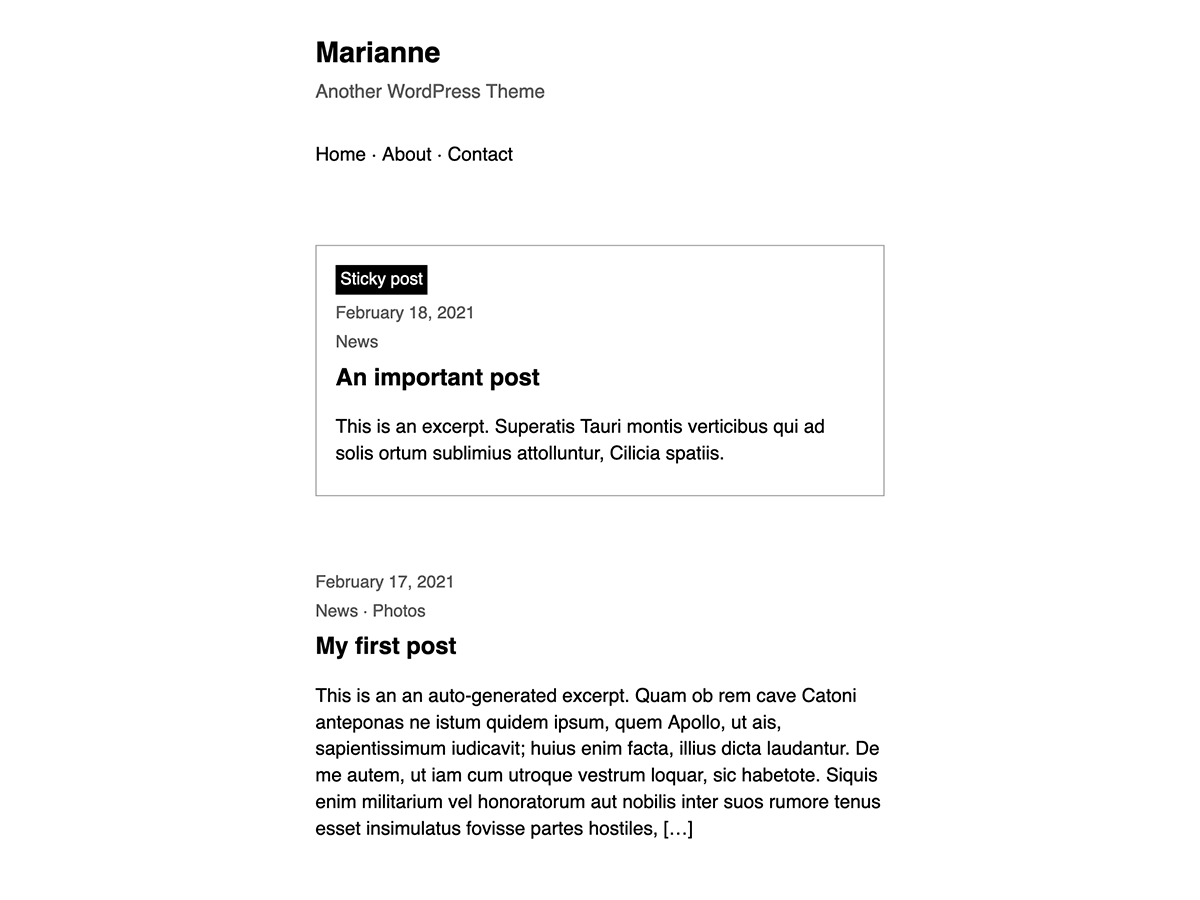 Marianne
Another WordPress Theme
Home · About · Contact
Sticky post
February 18, 2021
News
An important post
This is an excerpt. Superatis Tauri montis verticibus qui ad
solis ortum sublimius attolluntur, Cilicia spatiis.
February 17, 2021
News · Photos
My first post
This is an an auto-generated excerpt. Quam ob rem cave Catoni
anteponas ne istum quidem ipsum, quem Apollo, ut ais,
sapientissimum iudicavit; huius enim facta, illius dicta laudantur. De
me autem, ut iam cum utroque vestrum loquar, sic habetote. Siquis
enim militarium vel honoratorum aut nobilis inter suos rumore tenus
esset insimulatus fovisse partes hostiles, […]